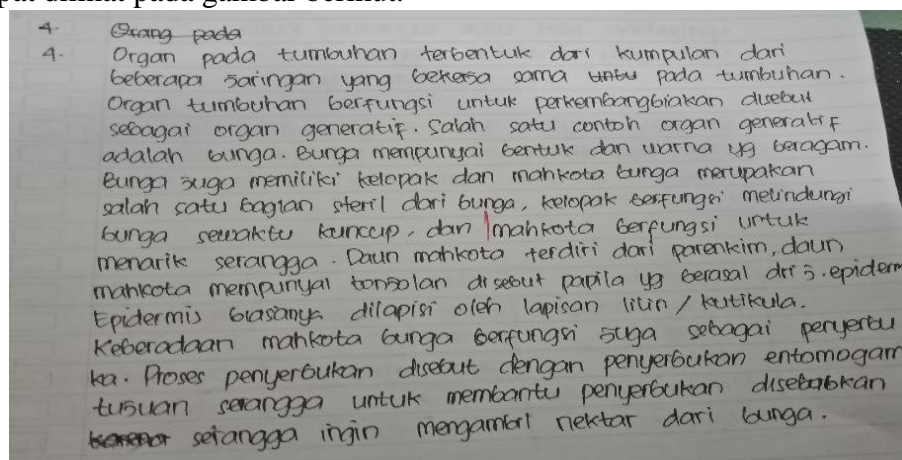 4. Orang pada
4. Organ pada tumbuhan terbentuk dari kumpulan dari
beberapa jaringan yang bekerja sama untu pada tumbuhan.
Organ tumbuhan berfungsi untuk perkembangbiakan disebut
sebagai organ generatif. Salah satu contoh organ generatif
adalah bunga. Bunga mempunyai bentuk dan warna yg beragam.
Bunga juga memiliki kelopak dan mahkota bunga merupakan
salah satu bagian steril dari bunga, kelopak berfungsi melindungi
bunga sewaktu kunccup, dan mahkota berfungsi untuk
menarik serangga. Daun mahkota terdiri dari parenkim, daun
mahkota mempunyai tonjolan disebut papila yg berasal dri j.epiderm
Epidermis biasanya dilapisi oleh lapisan lilin / kutikula.
Keberadaan mahkota bunga berfungsi juga sebagai penyerbu
ka. Proses penyerbukan disebut dengan penyerbukan entomogam
tujuan serangga untuk membantu penyerbukan disebabkan
karena serangga ingin mengambil nektar dari bunga.